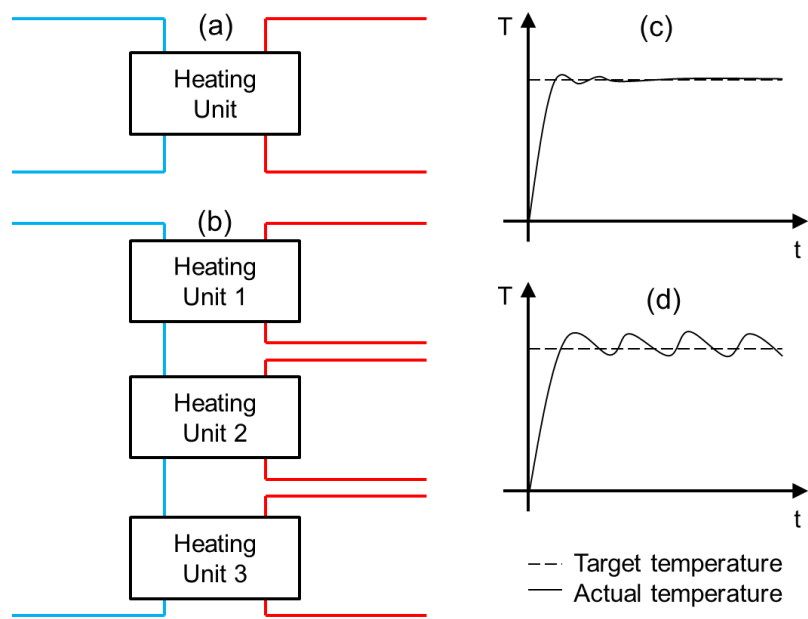 (a)
Heating
Unit
(b)
Heating
Unit 1
Heating
Unit 2
Heating
Unit 3
T
(c)
t
T
(d)
t
Target temperature
Actual temperature